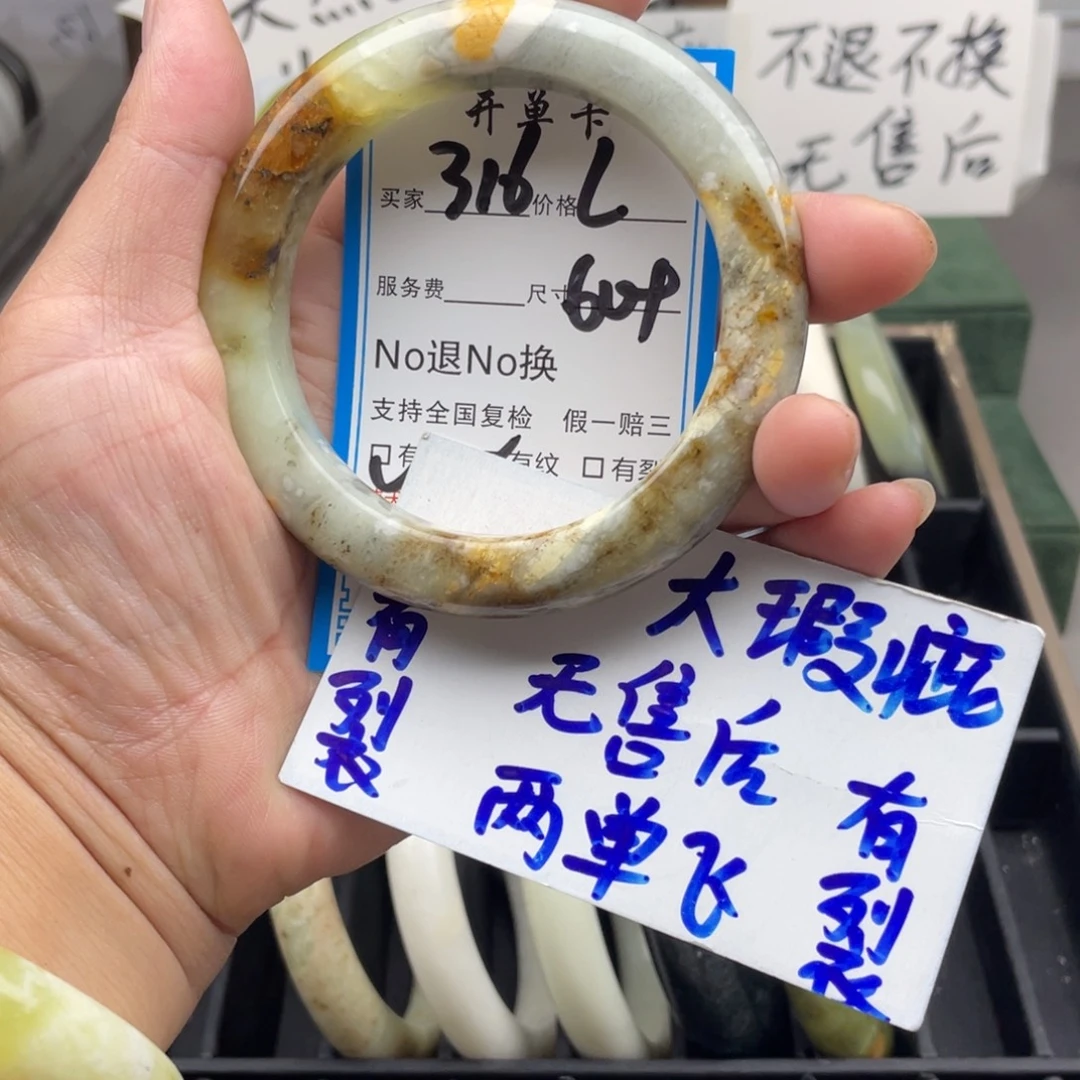 不退不换
无售后
开单卡
买家 316 价格 L
服务费 尺寸 604
No退No换
支持全国复检 假一赔三
有纹 口有裂
大瑕疵
无售后
两单飞
有裂
有裂